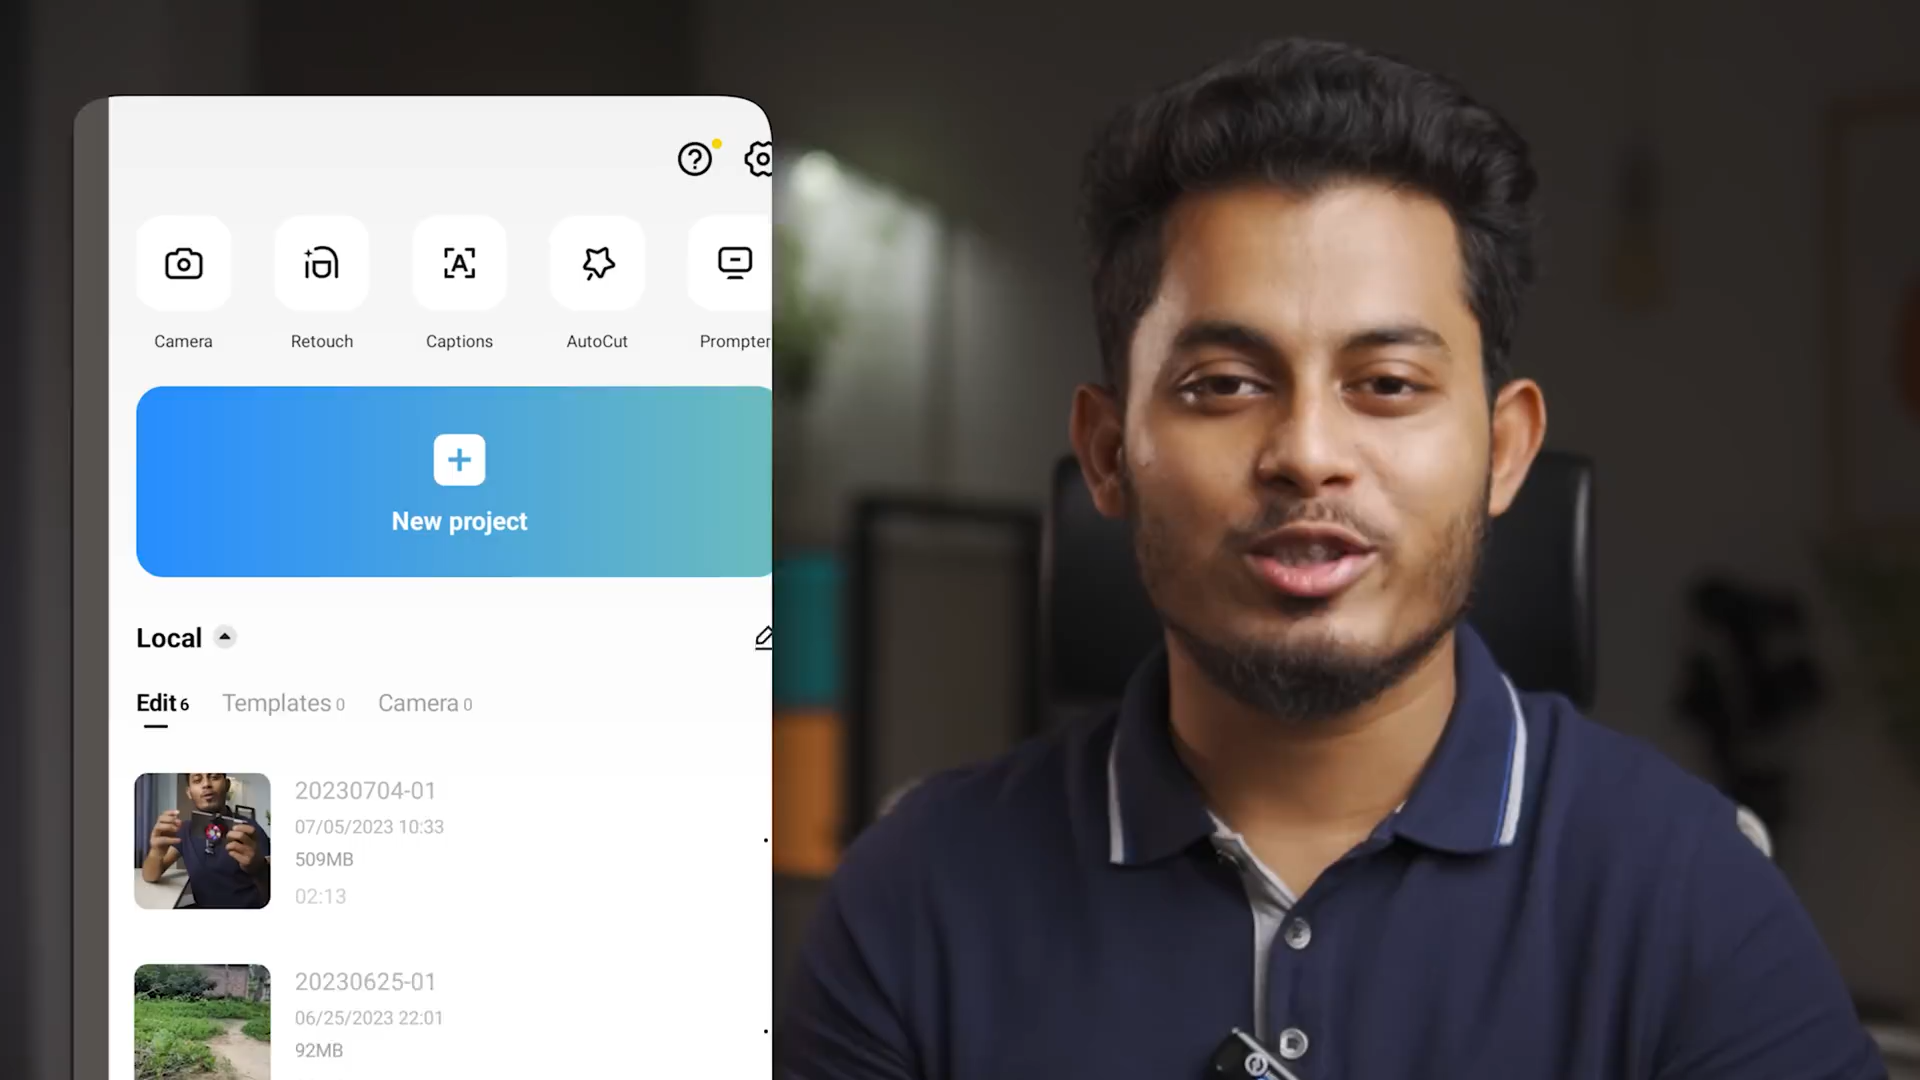 Camera
Retouch
Captions
AutoCut
Prompter
New project
Local
Edit 6
Templates 0
Camera 0
20230704-01
07/05/2023 10:33
509MB
02:13
20230625-01
06/25/2023 22:01
92MB